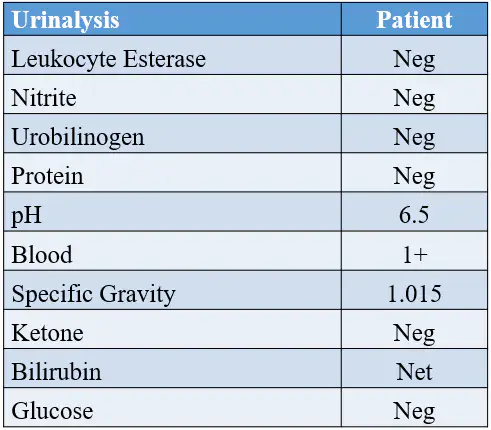 Urinalysis Patient
Leukocyte Esterase Neg
Nitrite Neg
Urobilinogen Neg
Protein Neg
pH 6.5
Blood 1+
Specific Gravity 1.015
Ketone Neg
Bilirubin Net
Glucose Neg